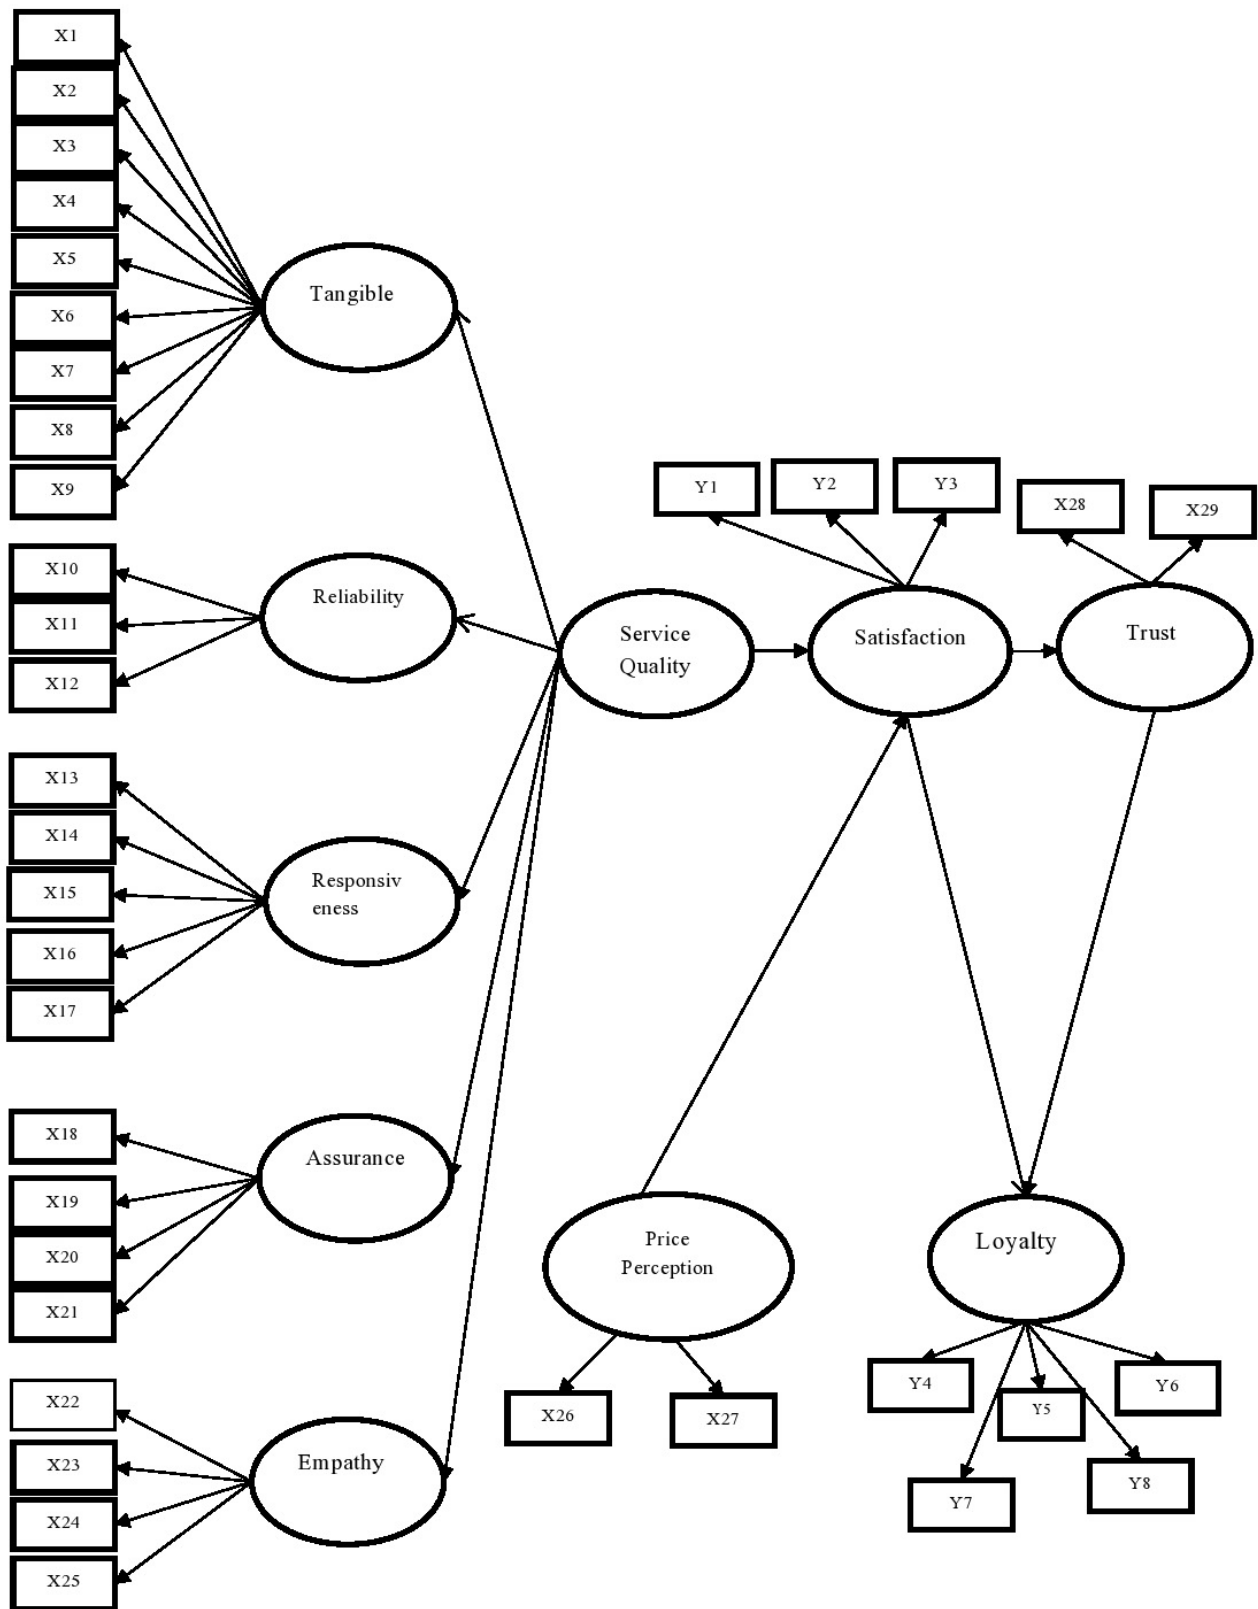 X1
X2
X3
X4
X5
X6
X7
X8
X9
Tangible
X10
X11
X12
Reliability
X13
X14
X15
X16
X17
Responsiv
eness
X18
X19
X20
X21
Assurance
X22
X23
X24
X25
Empathy
Service
Quality
Y1
Y2
Y3
Satisfaction
X28
X29
Trust
Price
Perception
X26
X27
Loyalty
Y4
Y5
Y6
Y7
Y8